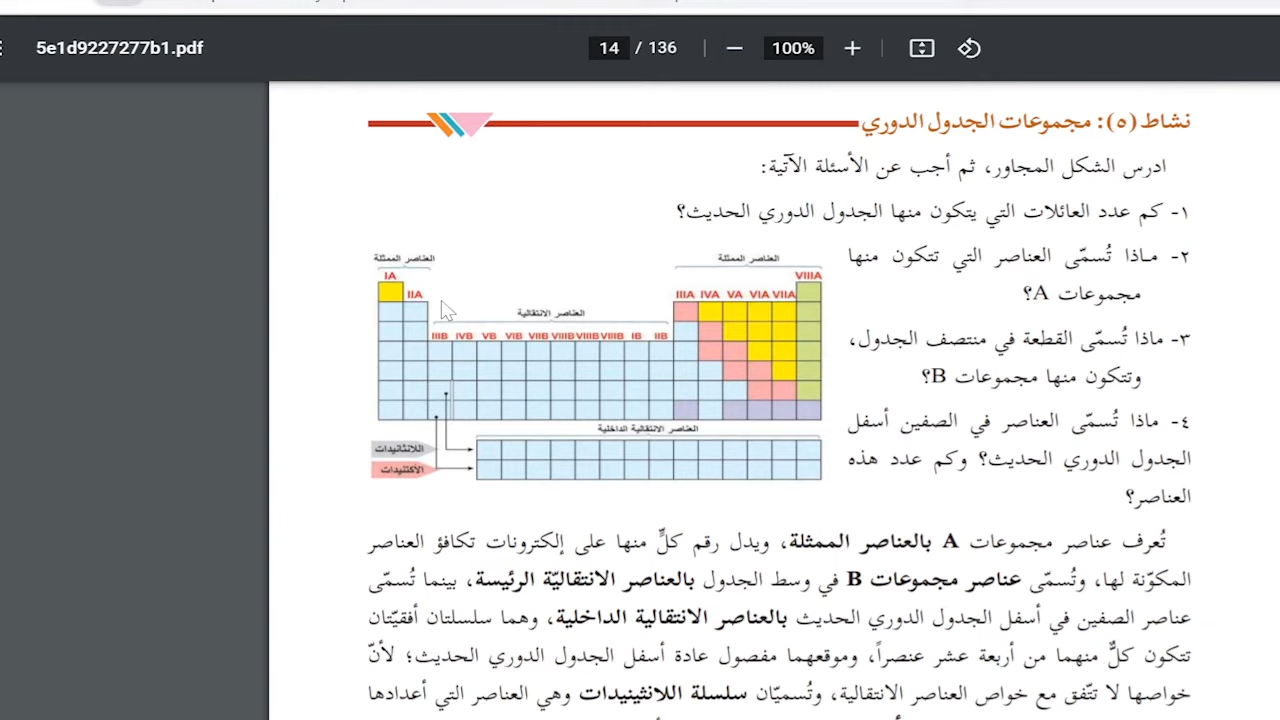 5e1d9227277b1.pdf
14 / 136
100%
نشاط (٥): مجموعات الجدول الدوري
ادرس الشكل المجاور، ثم أجب عن الأسئلة الآتية:
١- كم عدد العائلات التي يتكون منها الجدول الدوري الحديث؟
٢- ماذا تُسمّى العناصر التي تتكون منها
مجموعات A؟
٣- ماذا تُسمّى القطعة في منتصف الجدول،
وتتكون منها مجموعات B؟
٤- ماذا تُسمّى العناصر في الصفين أسفل
الجدول الدوري الحديث؟ وكم عدد هذه
العناصر؟
العناصر الممثلة
العناصر الممثلة
IA
VIIIA
IIA
IIIA IVA VA VIA VIIA
العناصر الانتقالية
IIIB IVB VB VIB VIIB VIIIB VIIIB VIIIB IB IIB
العناصر الانتقالية الداخلية
اللانثانيدات
الأكتنيدات
تُعرف عناصر مجموعات A بالعناصر الممثلة، ويدل رقم كلٍّ منها على إلكترونات تكافؤ العناصر
المكوّنة لها، وتُسمّى عناصر مجموعات B في وسط الجدول بالعناصر الانتقاليّة الرئيسة، بينما تُسمّى
عناصر الصفين في أسفل الجدول الدوري الحديث بالعناصر الانتقالية الداخلية، وهما سلسلتان أفقيّتان
تتكون كلٌّ منهما من أربعة عشر عنصراً، وموقعهما مفصول عادة أسفل الجدول الدوري الحديث؛ لأنّ
خواصها لا تتّفق مع خواص العناصر الانتقالية، وتُسميّان سلسلة اللانثينيدات وهي العناصر التي أعدادها